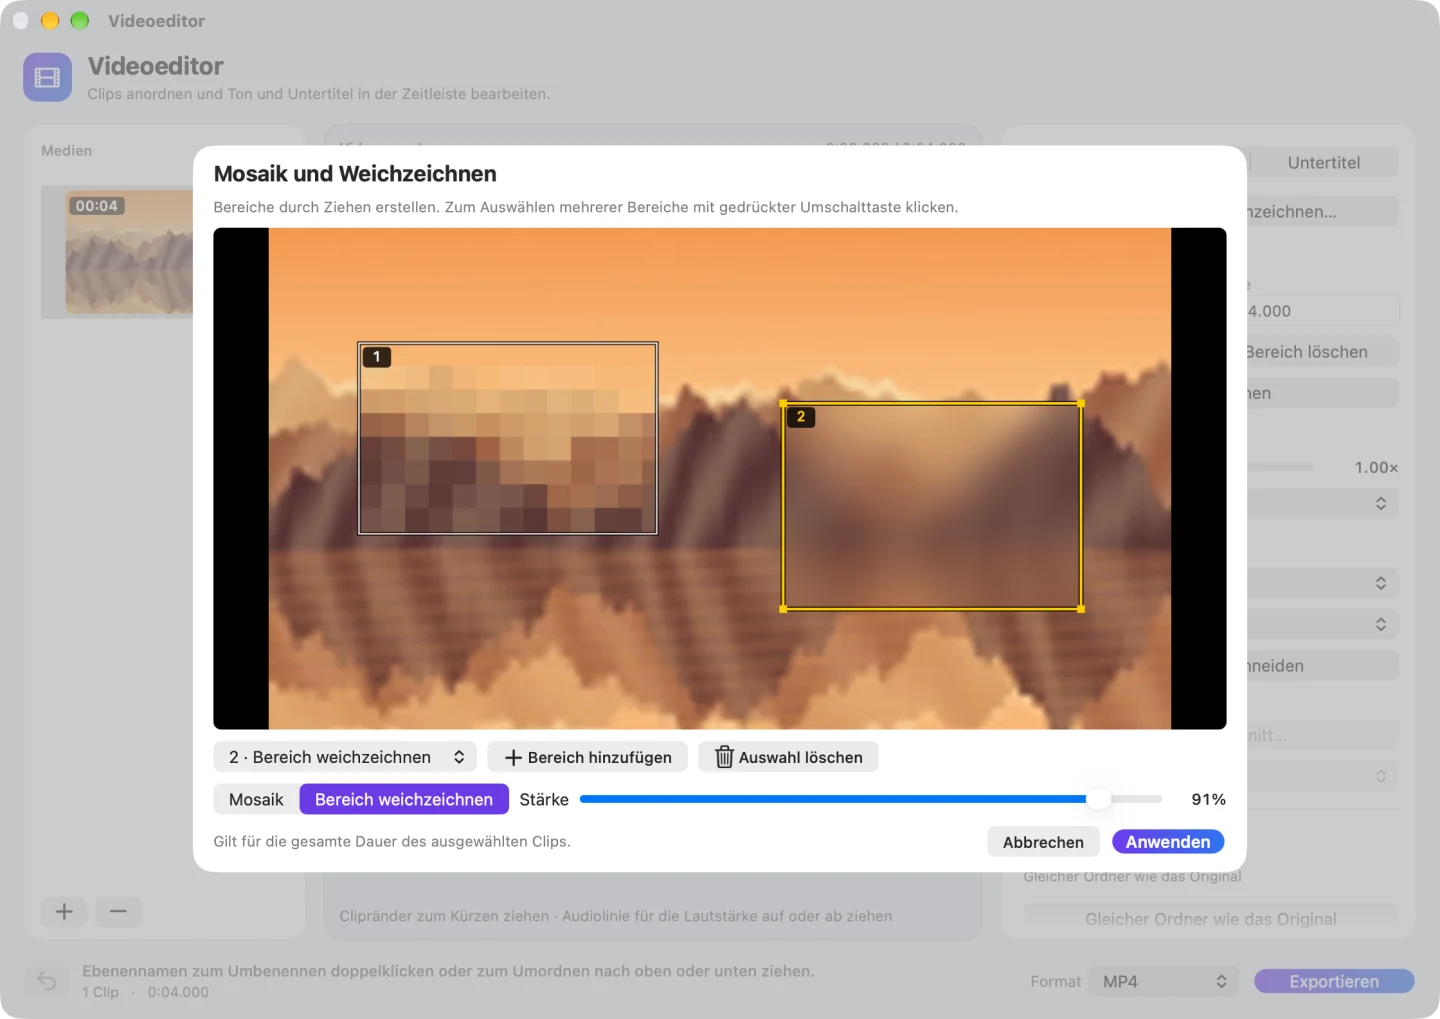 Videoeditor
Videoeditor
Clips anordnen und Ton und Untertitel in der Zeitleiste bearbeiten.
Medien
00:04
Untertitel
Mosaik und Weichzeichnen
Bereiche durch Ziehen erstellen. Zum Auswählen mehrerer Bereiche mit gedrückter Umschalttaste klicken.
1
2
4.000
Bereich löschen
1.00×
2 · Bereich weichzeichnen
Bereich hinzufügen
Auswahl löschen
Mosaik
Bereich weichzeichnen
Stärke
91%
Gilt für die gesamte Dauer des ausgewählten Clips.
Abbrechen
Anwenden
Gleicher Ordner wie das Original
Gleicher Ordner wie das Original
Clipränder zum Kürzen ziehen · Audiolinie für die Lautstärke auf oder ab ziehen
Ebenennamen zum Umbenennen doppelklicken oder zum Umordnen nach oben oder unten ziehen.
1 Clip · 0:04.000
Format
MP4
Exportieren